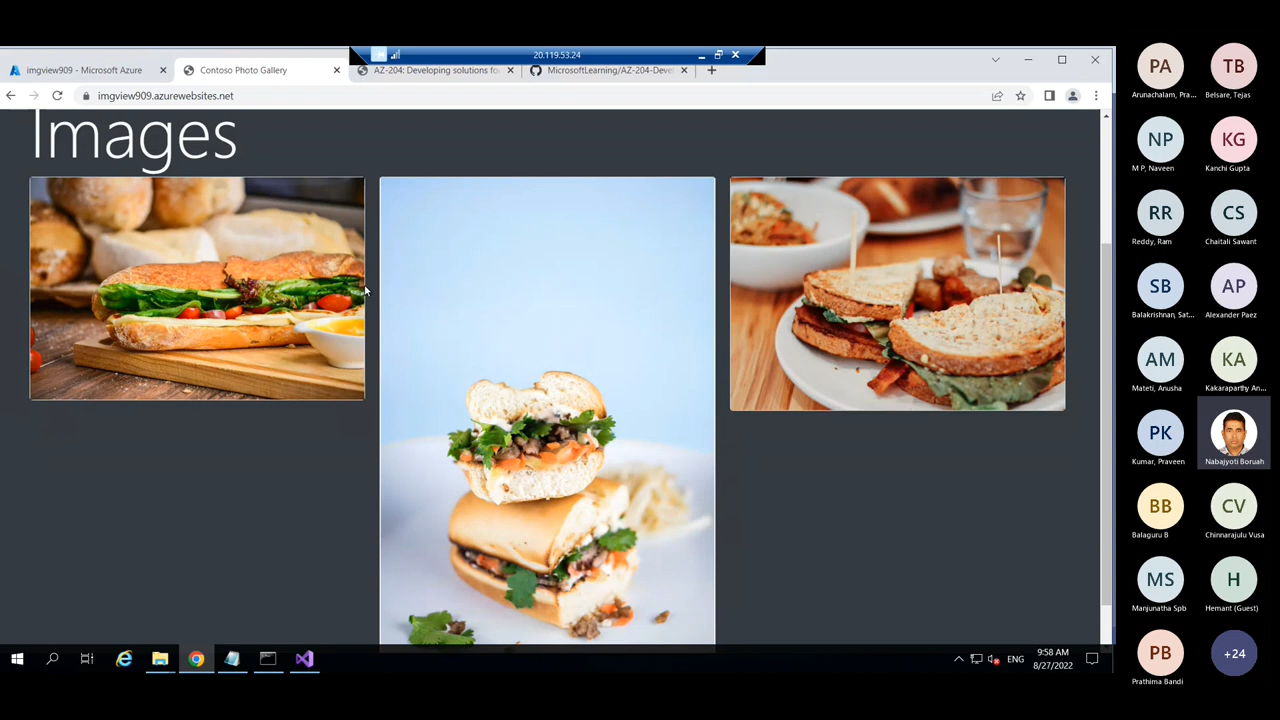 20.119.53.24
imgview909 - Microsoft Azure
Contoso Photo Gallery
AZ-204: Developing solutions fo
MicrosoftLearning/AZ-204-Deve
imgview909.azurewebsites.net
Images
ENG
9:58 AM
8/27/2022
PA
Arunachalam, Pra...
TB
Belsare, Tejas
NP
M P, Naveen
KG
Kanchi Gupta
RR
Reddy, Ram
CS
Chaitali Sawant
SB
Balakrishnan, Sat...
AP
Alexander Paez
AM
Mateti, Anusha
KA
Kakaraparthy An...
PK
Kumar, Praveen
Nabajyoti Boruah
BB
Balaguru B
CV
Chinnarajulu Vusa
MS
Manjunatha Spb
H
Hemant (Guest)
PB
Prathima Bandi
+24